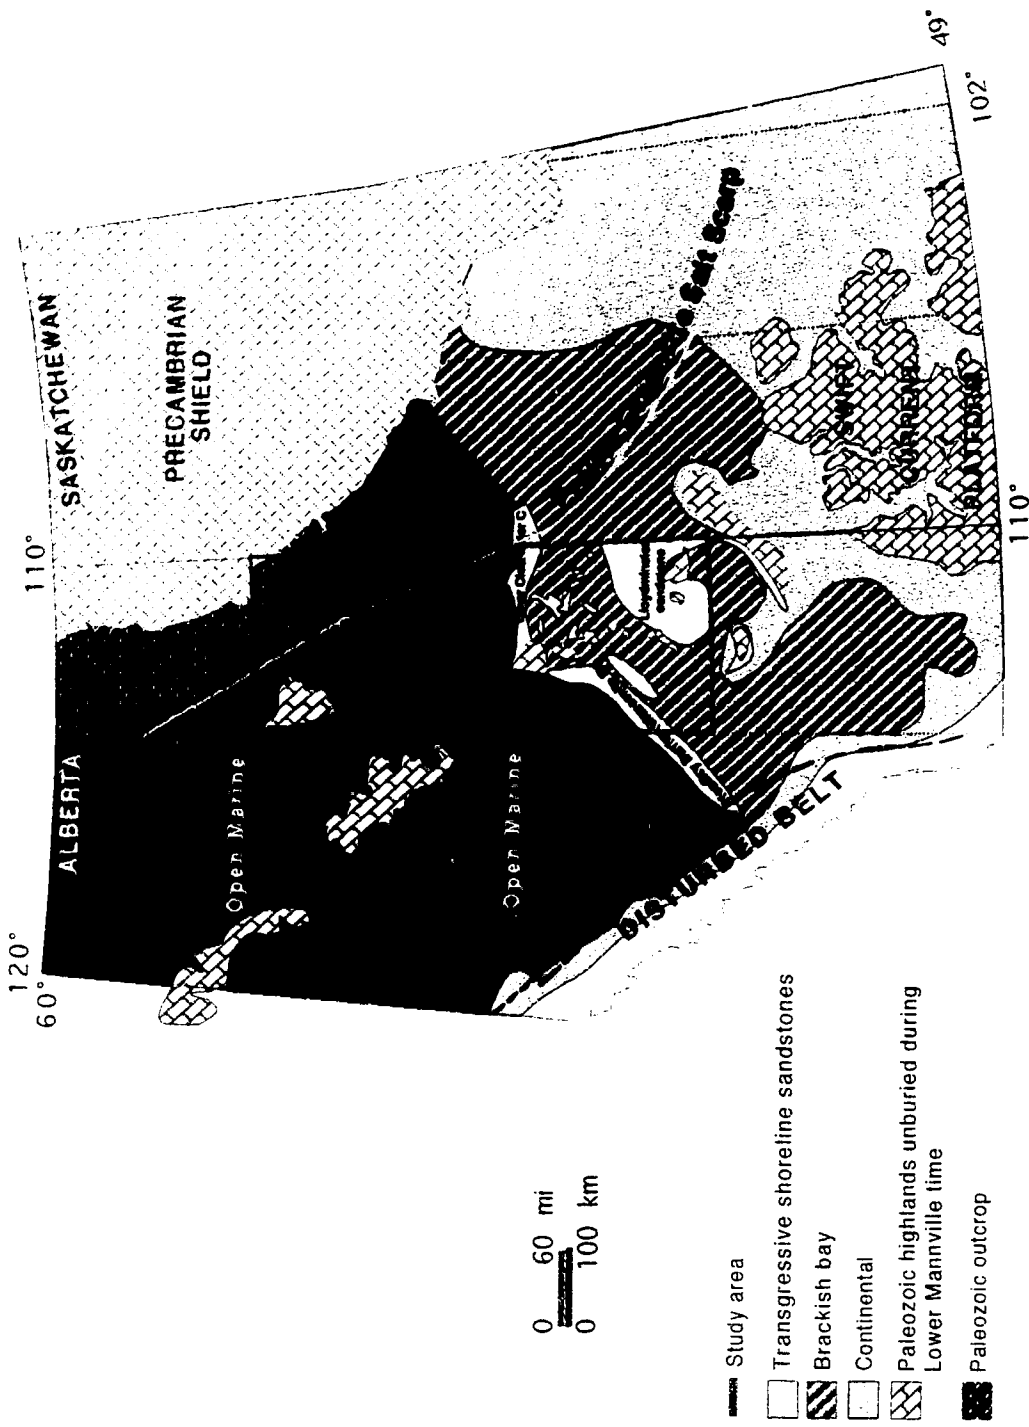 120°
60°
110°
ALBERTA
SASKATCHEWAN
PRECAMBRIAN
SHIELD
Open Marine
Open Marine
Salt Scarp
DISTURBED BELT
SWIFT
CURRENT
PLATFORM
49°
102°
110°
0 60 mi
0 100 km
Study area
Transgressive shoreline sandstones
Brackish bay
Continental
Paleozoic highlands unburied during
Lower Mannville time
Paleozoic outcrop